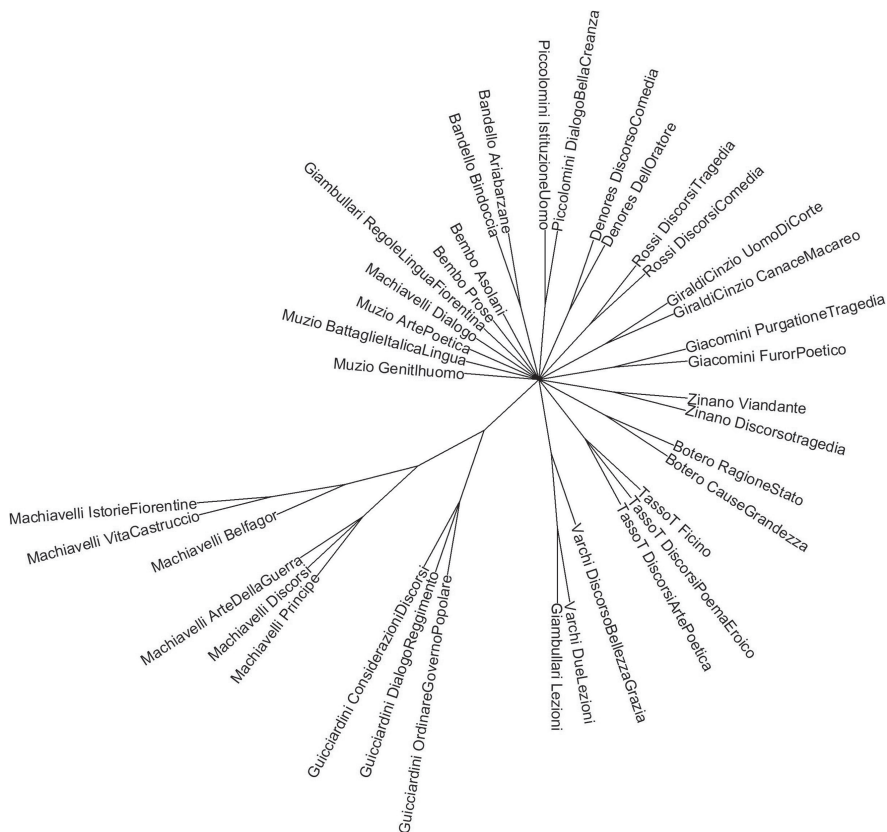 Piccolomini DialogoBellaCreanza
Piccolomini IstituzioneUomo
Bandello Ariabarzane
Bandello Bindoccia
Bembo Asolani
Bembo Prose
Giambullari RegoleLinguaFiorentina
Machiavelli Dialogo
Muzio ArtePoetica
Muzio BattaglieItalicaLingua
Muzio Genitlhuomo
Machiavelli IstorieFiorentine
Machiavelli VitaCastruccio
Machiavelli Belfagor
Machiavelli ArteDellaGuerra
Machiavelli Discorsi
Machiavelli Principe
Guicciardini ConsiderazioniDiscorsi
Guicciardini DialogoReggimento
Guicciardini OrdinareGovernoPopolare
Giambullari Lezioni
Varchi DueLezioni
Varchi DiscorsoBellezzaGrazia
TassoT DiscorsiArtePoetica
TassoT DiscorsiPoemaEroico
TassoT Ficino
Botero CauseGrandezza
Botero RagioneStato
Zinano Discorsotragedia
Zinano Viandante
Giacomini FurorPoetico
Giacomini PurgationeTragedia
GiraldiCinzio CanaceMacareo
GiraldiCinzio UomoDiCorte
Rossi DiscorsiComedia
Rossi DiscorsiTragedia
Denores DellOratore
Denores DiscorsoComedia